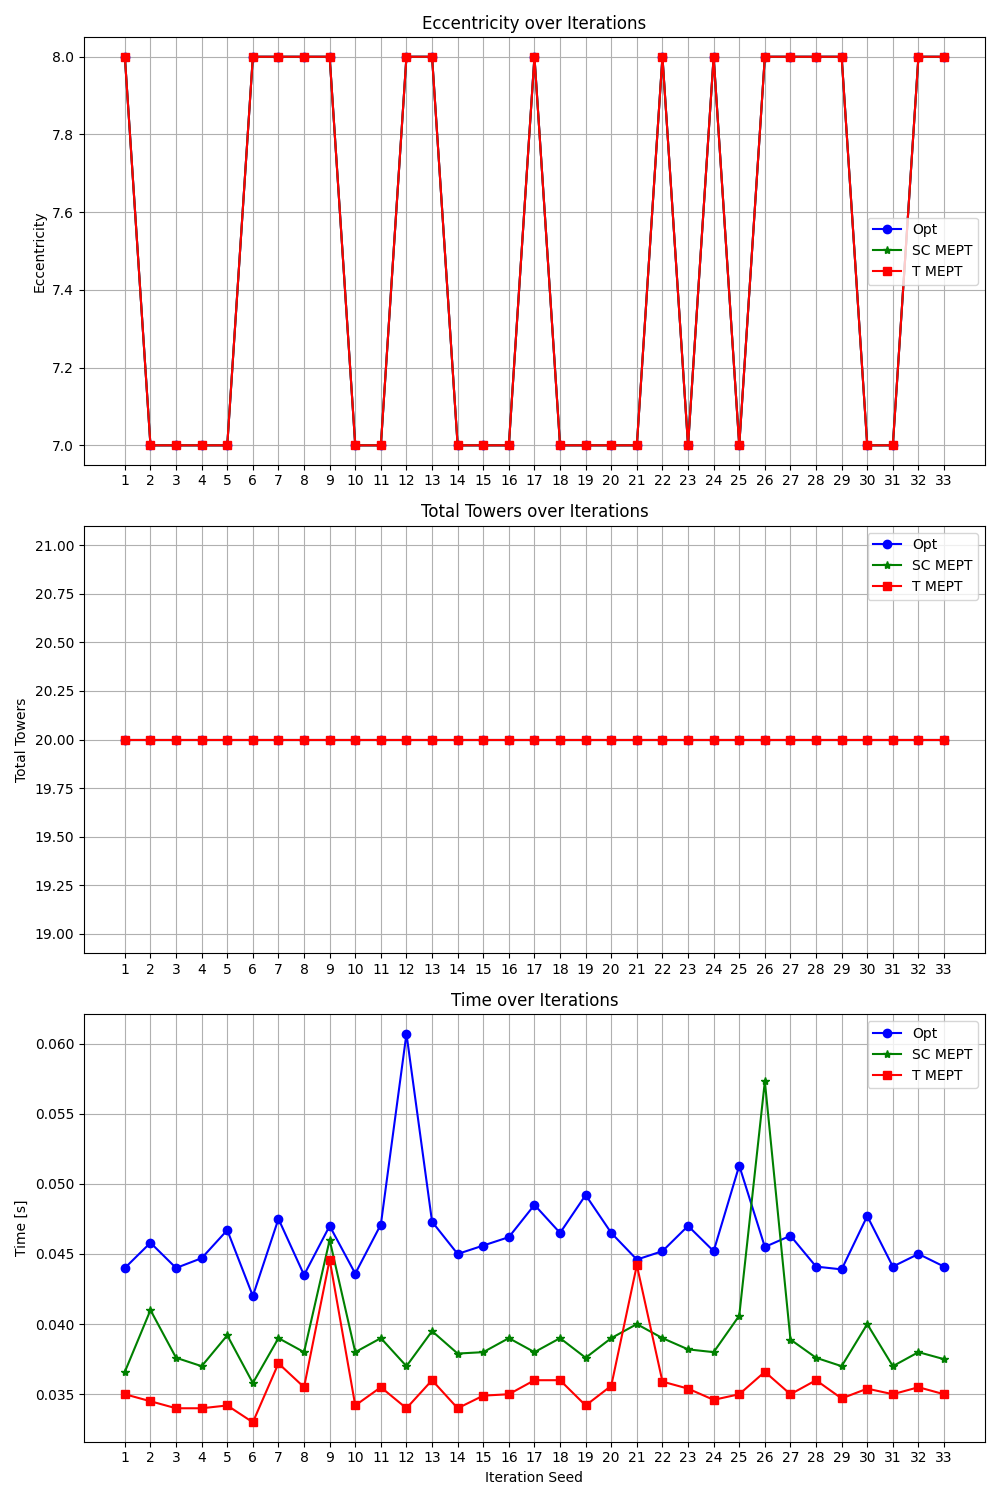 Eccentricity over Iterations
8.0
7.8
7.6
7.4
7.2
7.0
Eccentricity
Opt
SC MEPT
T MEPT
1 2 3 4 5 6 7 8 9 10 11 12 13 14 15 16 17 18 19 20 21 22 23 24 25 26 27 28 29 30 31 32 33
Total Towers over Iterations
21.00
20.75
20.50
20.25
20.00
19.75
19.50
19.25
19.00
Total Towers
Opt
SC MEPT
T MEPT
1 2 3 4 5 6 7 8 9 10 11 12 13 14 15 16 17 18 19 20 21 22 23 24 25 26 27 28 29 30 31 32 33
Time over Iterations
0.060
0.055
0.050
0.045
0.040
0.035
Time [s]
Opt
SC MEPT
T MEPT
1 2 3 4 5 6 7 8 9 10 11 12 13 14 15 16 17 18 19 20 21 22 23 24 25 26 27 28 29 30 31 32 33
Iteration Seed